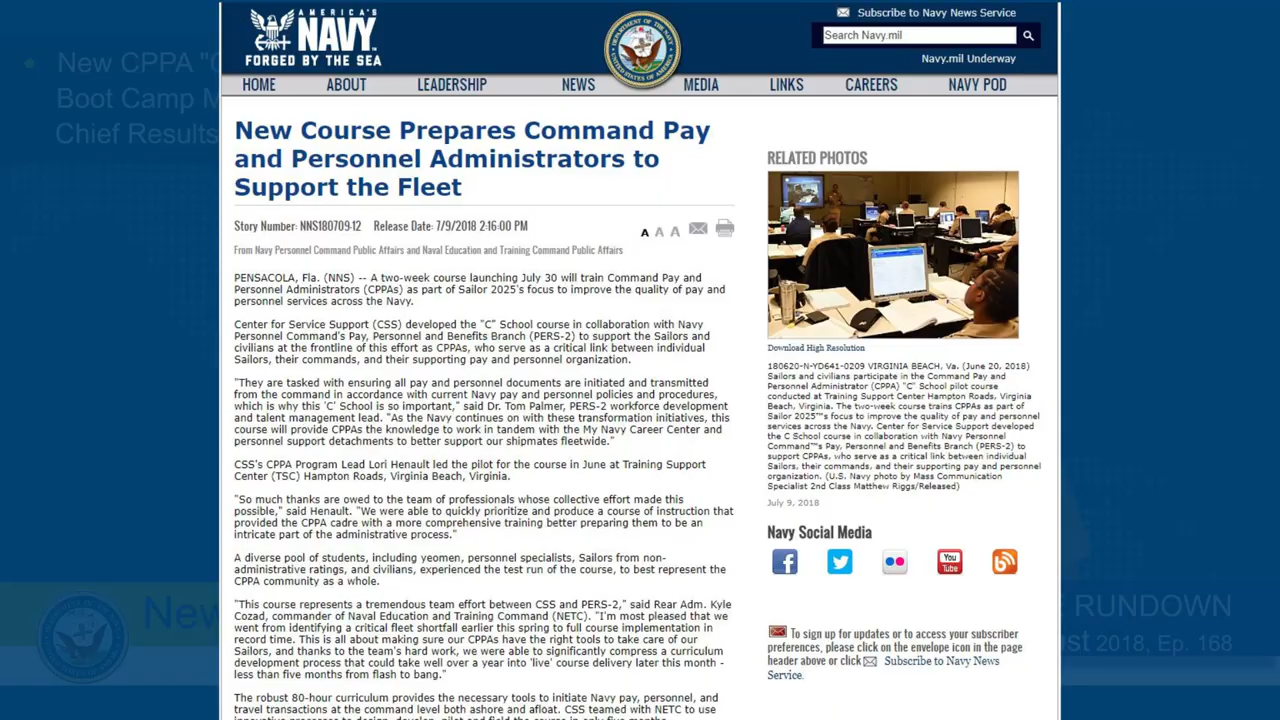 AMERICA'S
NAVY
FORGED BY THE SEA
DEPARTMENT OF THE NAVY
UNITED STATES OF AMERICA
Subscribe to Navy News Service
Search Navy.mil
Navy.mil Underway
HOME ABOUT LEADERSHIP NEWS MEDIA LINKS CAREERS NAVY POD
New CPPA "C
Boot Camp M
Chief Results
New Course Prepares Command Pay
and Personnel Administrators to
Support the Fleet
Story Number: NNS180709-12 Release Date: 7/9/2018 2:16:00 PM
A A A
From Navy Personnel Command Public Affairs and Naval Education and Training Command Public Affairs
PENSACOLA, Fla. (NNS) -- A two-week course launching July 30 will train Command Pay and
Personnel Administrators (CPPAs) as part of Sailor 2025's focus to improve the quality of pay and
personnel services across the Navy.
Center for Service Support (CSS) developed the "C" School course in collaboration with Navy
Personnel Command's Pay, Personnel and Benefits Branch (PERS-2) to support the Sailors and
civilians at the frontline of this effort as CPPAs, who serve as a critical link between individual
Sailors, their commands, and their supporting pay and personnel organization.
"They are tasked with ensuring all pay and personnel documents are initiated and transmitted
from the command in accordance with current Navy pay and personnel policies and procedures,
which is why this 'C' School is so important," said Dr. Tom Palmer, PERS-2 workforce development
and talent management lead. "As the Navy continues on with these transformation initiatives, this
course will provide CPPAs the knowledge to work in tandem with the My Navy Career Center and
personnel support detachments to better support our shipmates fleetwide."
CSS's CPPA Program Lead Lori Henault led the pilot for the course in June at Training Support
Center (TSC) Hampton Roads, Virginia Beach, Virginia.
"So much thanks are owed to the team of professionals whose collective effort made this
possible," said Henault. "We were able to quickly prioritize and produce a course of instruction that
provided the CPPA cadre with a more comprehensive training better preparing them to be an
intricate part of the administrative process."
A diverse pool of students, including yeomen, personnel specialists, Sailors from non-
administrative ratings, and civilians, experienced the test run of the course, to best represent the
CPPA community as a whole.
"This course represents a tremendous team effort between CSS and PERS-2," said Rear Adm. Kyle
Cozad, commander of Naval Education and Training Command (NETC). "I'm most pleased that we
went from identifying a critical fleet shortfall earlier this spring to full course implementation in
record time. This is all about making sure our CPPAs have the right tools to take care of our
Sailors, and thanks to the team's hard work, we were able to significantly compress a curriculum
development process that could take well over a year into 'live' course delivery later this month -
less than five months from flash to bang."
The robust 80-hour curriculum provides the necessary tools to initiate Navy pay, personnel, and
travel transactions at the command level both ashore and afloat. CSS teamed with NETC to use
innovative processes to design, develop, pilot and field the course in only five months.
RELATED PHOTOS
Download High Resolution
180620-N-YD641-0209 VIRGINIA BEACH, Va. (June 20, 2018)
Sailors and civilians participate in the Command Pay and
Personnel Administrator (CPPA) "C" School pilot course
conducted at Training Support Center Hampton Roads, Virginia
Beach, Virginia. The two-week course trains CPPAs as part of
Sailor 2025™s focus to improve the quality of pay and personnel
services across the Navy. Center for Service Support developed
the C School course in collaboration with Navy Personnel
Command™s Pay, Personnel and Benefits Branch (PERS-2) to
support CPPAs, who serve as a critical link between individual
Sailors, their commands, and their supporting pay and personnel
organization. (U.S. Navy photo by Mass Communication
Specialist 2nd Class Matthew Riggs/Released)
July 9, 2018
Navy Social Media
You
Tube
To sign up for updates or to access your subscriber
preferences, please click on the envelope icon in the page
header above or click Subscribe to Navy News
Service.
New
RUNDOWN
ust 2018, Ep. 168